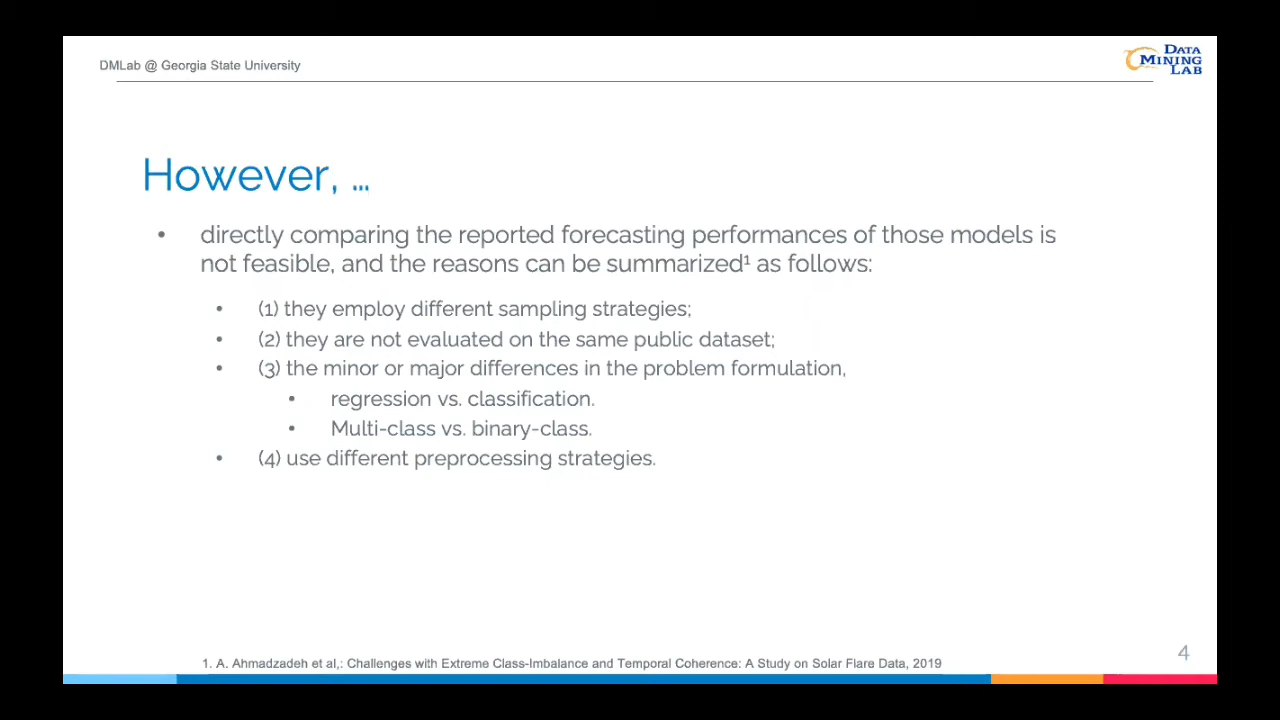 DMLab @ Georgia State University
DATA
MINING
LAB
However, ...
• directly comparing the reported forecasting performances of those models is
not feasible, and the reasons can be summarized¹ as follows:
• (1) they employ different sampling strategies;
• (2) they are not evaluated on the same public dataset;
• (3) the minor or major differences in the problem formulation,
• regression vs. classification.
• Multi-class vs. binary-class.
• (4) use different preprocessing strategies.
1. A. Ahmadzadeh et al,: Challenges with Extreme Class-Imbalance and Temporal Coherence: A Study on Solar Flare Data, 2019
4